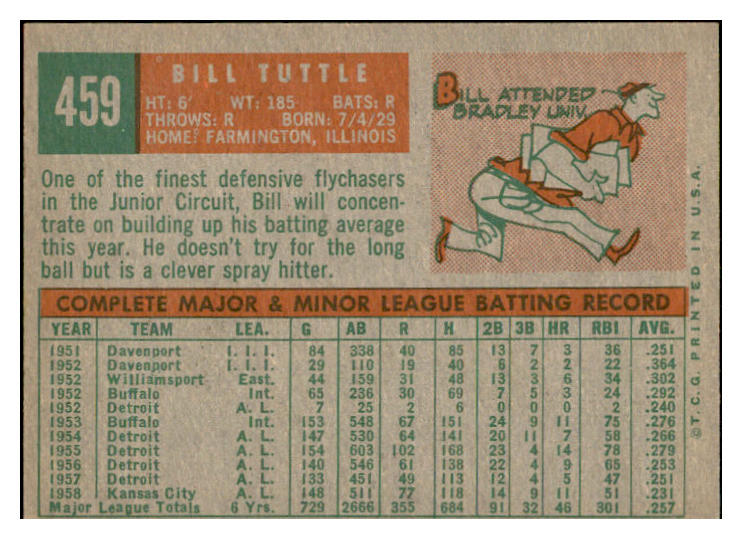 459
BILL TUTTLE
HT: 6' WT: 185 BATS: R
THROWS: R BORN: 7/4/29
HOME: FARMINGTON, ILLINOIS
BILL ATTENDED
BRADLEY UNIV.
One of the finest defensive flychasers
in the Junior Circuit, Bill will concen-
trate on building up his batting average
this year. He doesn't try for the long
ball but is a clever spray hitter.
COMPLETE MAJOR & MINOR LEAGUE BATTING RECORD
YEAR TEAM LEA. G AB R H 2B 3B HR RBI AVG.
1951 Davenport I. I. I. 84 338 40 85 13 7 3 36 .251
1952 Davenport I. I. I. 29 110 19 40 6 2 2 22 .364
1952 Williamsport East. 44 159 31 48 13 3 6 34 .302
1952 Buffalo Int. 65 236 30 69 7 5 3 24 .292
1952 Detroit A. L. 7 25 2 6 0 0 0 2 .240
1953 Buffalo Int. 153 548 67 151 24 9 11 75 .276
1954 Detroit A. L. 147 530 64 141 20 11 7 58 .266
1955 Detroit A. L. 154 603 102 168 23 4 14 78 .279
1956 Detroit A. L. 140 546 61 138 22 4 9 65 .253
1957 Detroit A. L. 133 451 49 113 12 4 5 47 .251
1958 Kansas City A. L. 148 511 77 118 14 9 11 51 .231
Major League Totals 6 Yrs. 729 2666 355 684 91 32 46 301 .257
©T. C. G. PRINTED IN U.S.A.